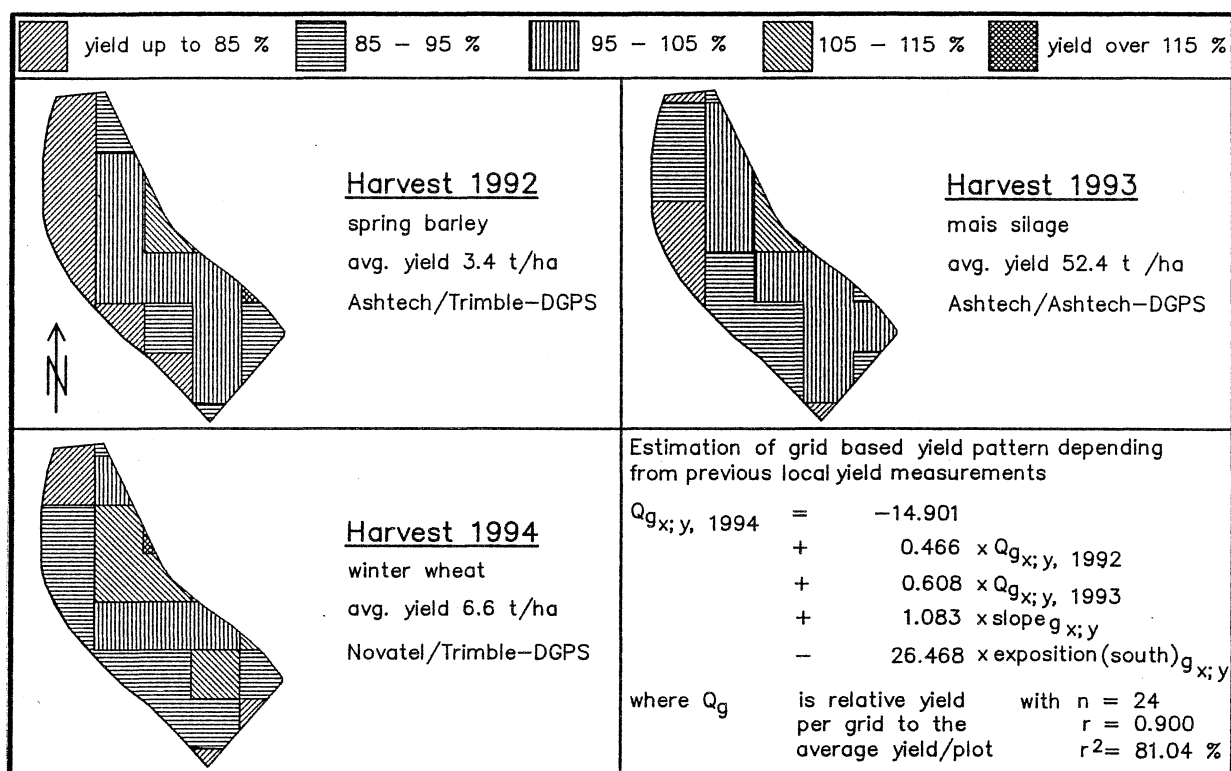 yield up to 85 % 85 – 95 % 95 – 105 % 105 – 115 % yield over 115 %
Harvest 1992
spring barley
avg. yield 3.4 t/ha
Ashtech/Trimble–DGPS
N
Harvest 1993
mais silage
avg. yield 52.4 t /ha
Ashtech/Ashtech–DGPS
Harvest 1994
winter wheat
avg. yield 6.6 t/ha
Novatel/Trimble–DGPS
Estimation of grid based yield pattern depending
from previous local yield measurements
Qgx;y, 1994 = –14.901
+ 0.466 x Qgx;y, 1992
+ 0.608 x Qgx;y, 1993
+ 1.083 x slopegx;y
– 26.468 x exposition(south)gx;y
where Qg is relative yield with n = 24
per grid to the r = 0.900
average yield/plot r²= 81.04 %